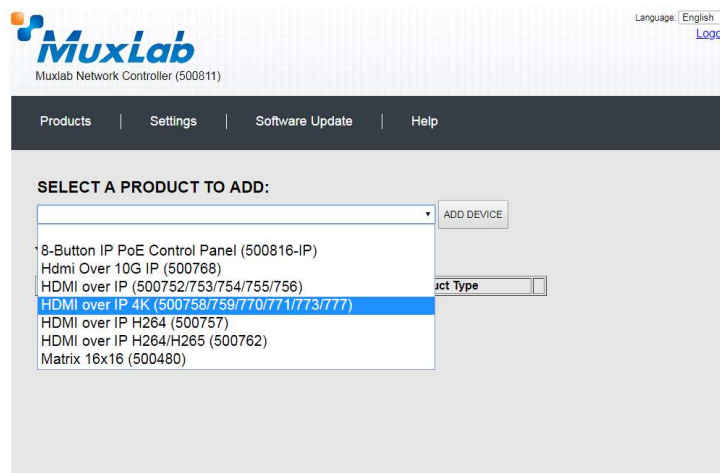 Language: English
Logo
MuxLab
Muxlab Network Controller (500811)
Products | Settings | Software Update | Help
SELECT A PRODUCT TO ADD:
ADD DEVICE
8-Button IP PoE Control Panel (500816-IP)
Hdmi Over 10G IP (500768)
HDMI over IP (500752/753/754/755/756)
uct Type
HDMI over IP 4K (500758/759/770/771/773/777)
HDMI over IP H264 (500757)
HDMI over IP H264/H265 (500762)
Matrix 16x16 (500480)